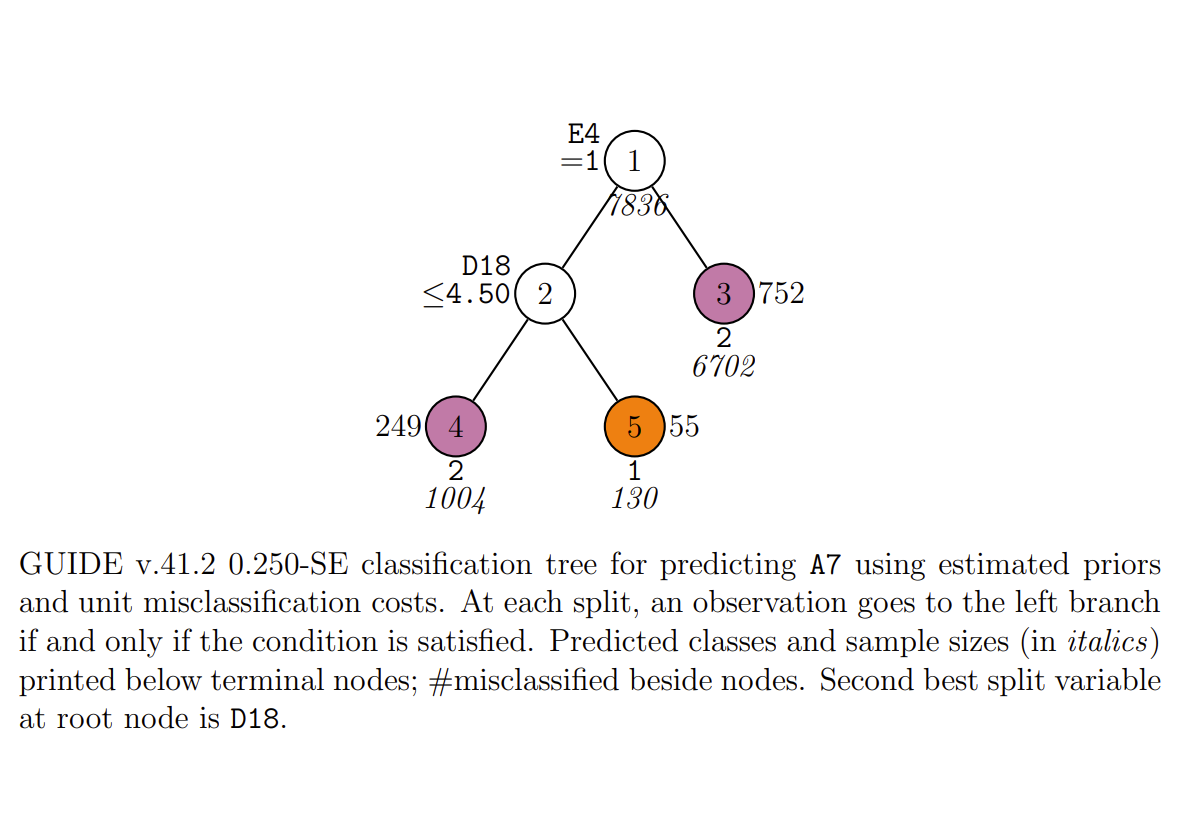 E4
=1
1
7836
D18
≤4.50
2
3
752
2
6702
249
4
5
55
2
1
1004
130
GUIDE v.41.2 0.250-SE classification tree for predicting A7 using estimated priors
and unit misclassification costs. At each split, an observation goes to the left branch
if and only if the condition is satisfied. Predicted classes and sample sizes (in italics)
printed below terminal nodes; #misclassified beside nodes. Second best split variable
at root node is D18.